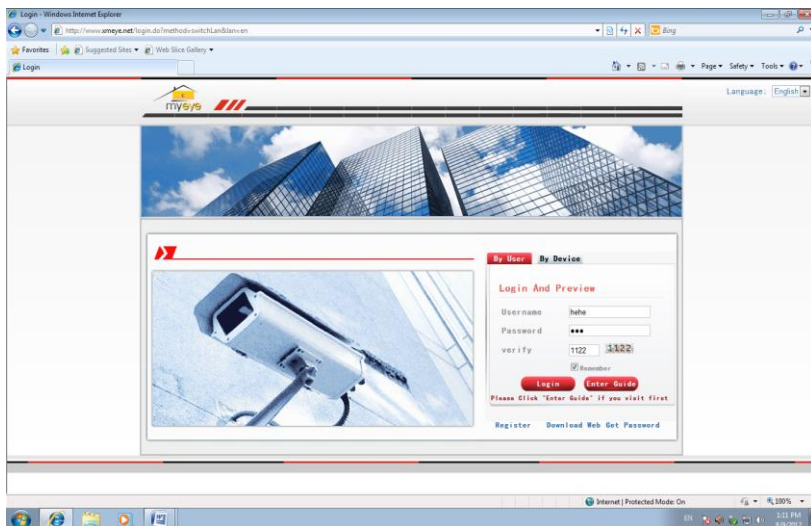 Login - Windows Internet Explorer
http://www.xmeye.net/login.do?method=switchLan&lan=en
Bing
Favorites Suggested Sites Web Slice Gallery
Login Page Safety Tools
Language: English
myeye
By User By Device
Login And Preview
Username hehe
Password •••
verify 1122 1122
Remember
Login Enter Guide
Please Click "Enter Guide" if you visit first
Register Download Web Get Password
Internet | Protected Mode: On 100%
EN 3:11 PM